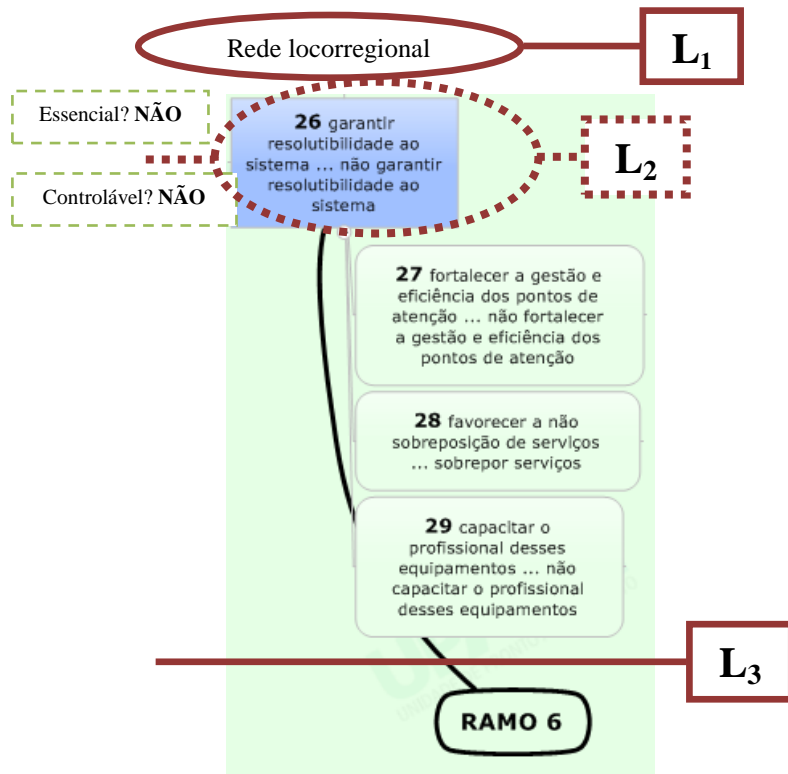 Rede locorregional
L₁
Essencial? NÃO
Controlável? NÃO
26 garantir
resolutibilidade ao
sistema ... não garantir
resolutibilidade ao
sistema
L₂
27 fortalecer a gestão e
eficiência dos pontos de
atenção ... não fortalecer
a gestão e eficiência dos
pontos de atenção
28 favorecer a não
sobreposição de serviços
... sobrepor serviços
29 capacitar o
profissional desses
equipamentos ... não
capacitar o profissional
desses equipamentos
L₃
RAMO 6